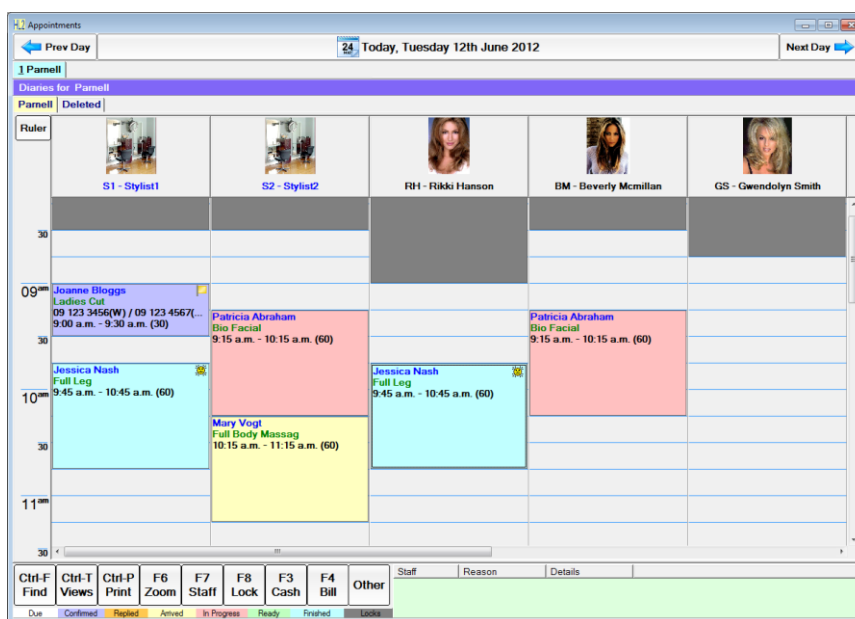 Appointments
Prev Day
24 Today, Tuesday 12th June 2012
Next Day
1 Parnell
Diaries for Parnell
Parnell Deleted
Ruler
S1 - Stylist1
S2 - Stylist2
RH - Rikki Hanson
BM - Beverly Mcmillan
GS - Gwendolyn Smith
30
09am
30
10am
30
11am
30
Joanne Bloggs
Ladies Cut
09 123 3456(W) / 09 123 4567(...
9:00 a.m. - 9:30 a.m. (30)
Jessica Nash
Full Leg
9:45 a.m. - 10:45 a.m. (60)
Patricia Abraham
Bio Facial
9:15 a.m. - 10:15 a.m. (60)
Mary Vogt
Full Body Massag
10:15 a.m. - 11:15 a.m. (60)
Jessica Nash
Full Leg
9:45 a.m. - 10:45 a.m. (60)
Patricia Abraham
Bio Facial
9:15 a.m. - 10:15 a.m. (60)
Ctrl-F Find
Ctrl-T Views
Ctrl-P Print
F6 Zoom
F7 Staff
F8 Lock
F3 Cash
F4 Bill
Other
Staff Reason Details
Due Confirmed Replied Arrived In Progress Ready Finished Locks